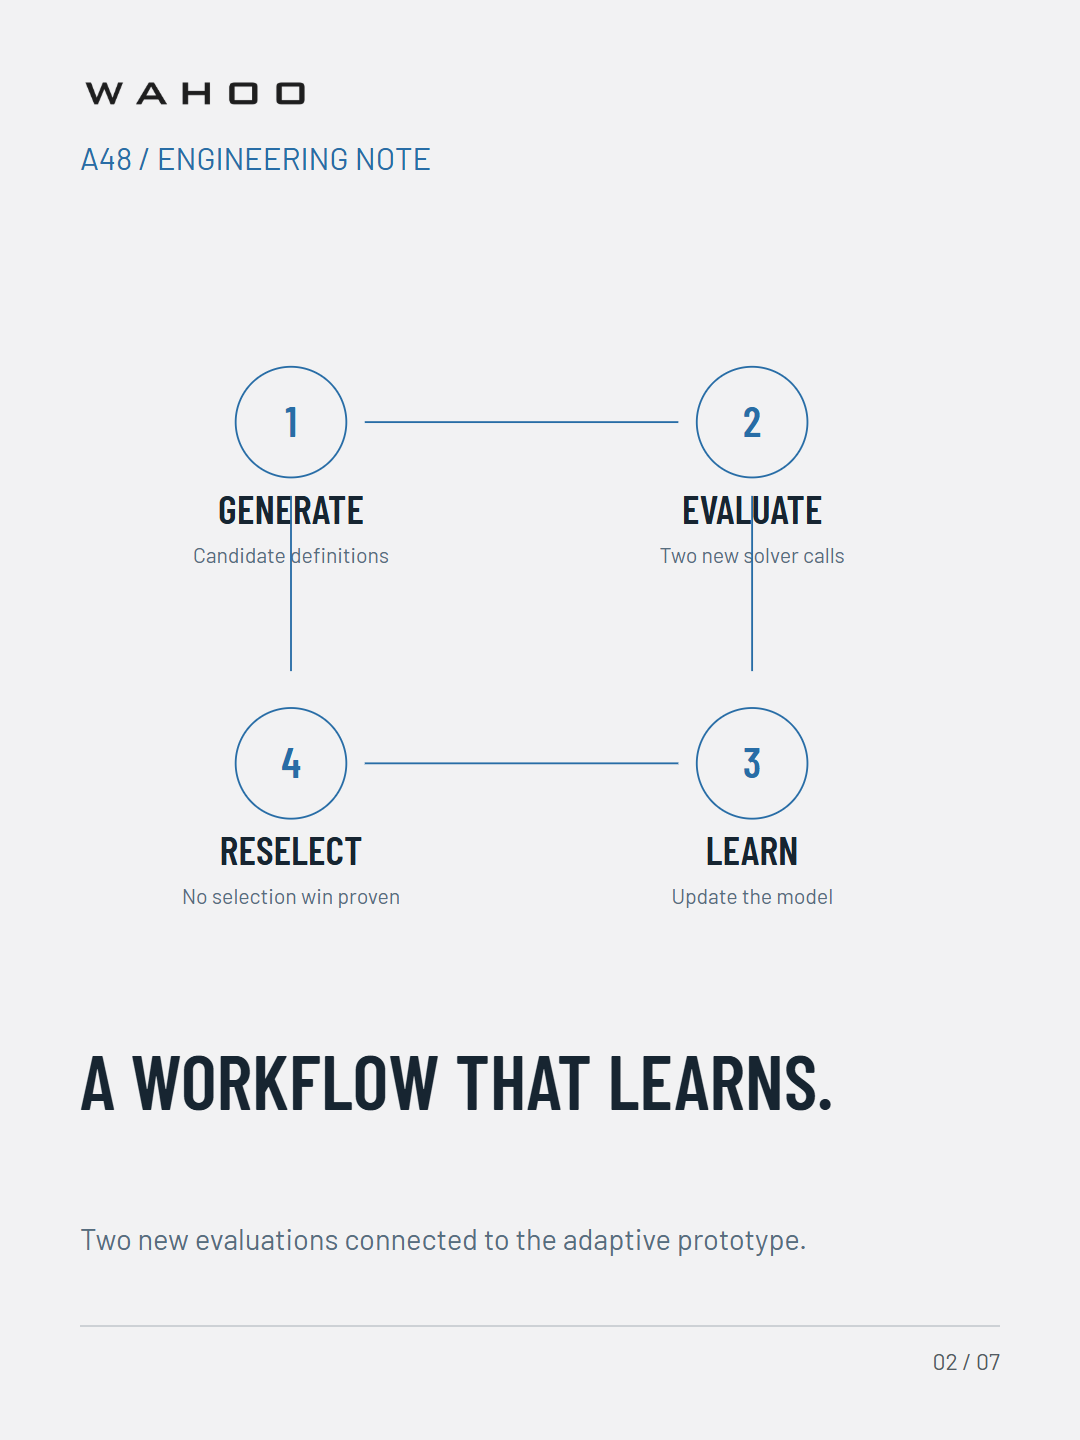 WAHOO
A48 / ENGINEERING NOTE
1
2
GENERATE
EVALUATE
Candidate definitions
Two new solver calls
4
3
RESELECT
LEARN
No selection win proven
Update the model
A WORKFLOW THAT LEARNS.
Two new evaluations connected to the adaptive prototype.
02 / 07